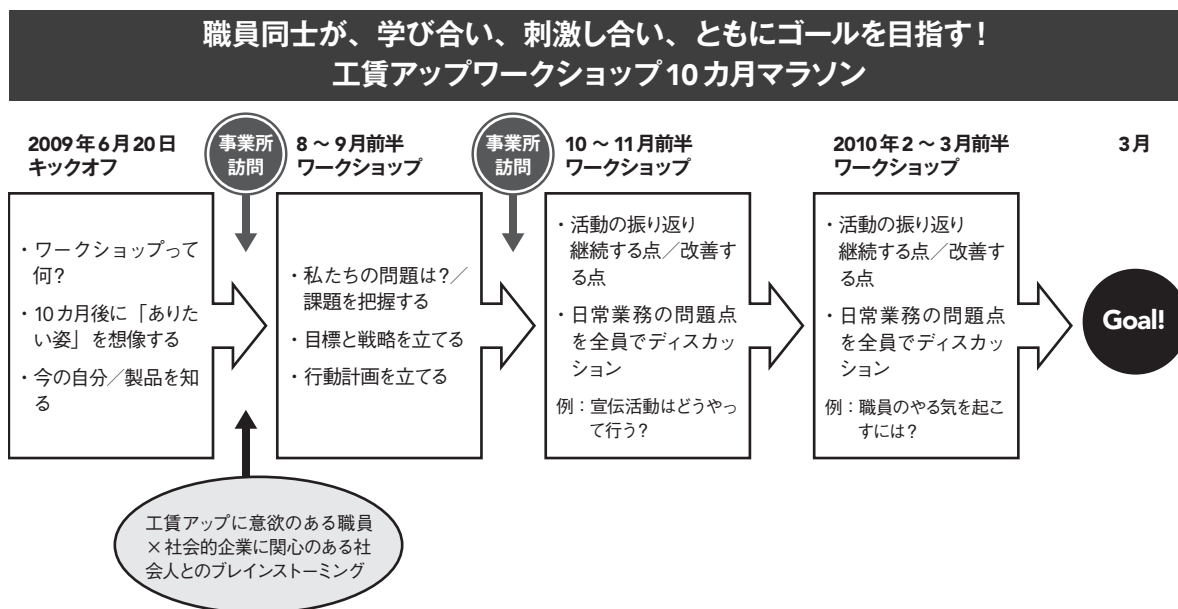 職員同士が、学び合い、刺激し合い、ともにゴールを目指す！
工賃アップワークショップ10カ月マラソン
2009年6月20日
キックオフ
・ワークショップって
何？
・10カ月後に「ありた
い姿」を想像する
・今の自分／製品を知
る
事業所
訪問
工賃アップに意欲のある職員
×社会的企業に関心のある社
会人とのブレインストーミング
8～9月前半
ワークショップ
・私たちの問題は？／
課題を把握する
・目標と戦略を立てる
・行動計画を立てる
事業所
訪問
10～11月前半
ワークショップ
・活動の振り返り
継続する点／改善す
る点
・日常業務の問題点
を全員でディスカッ
ション
例：宣伝活動はどうやっ
て行う？
2010年2～3月前半
ワークショップ
・活動の振り返り
継続する点／改善す
る点
・日常業務の問題点
を全員でディスカッ
ション
例：職員のやる気を起こ
すには？
3月
Goal!